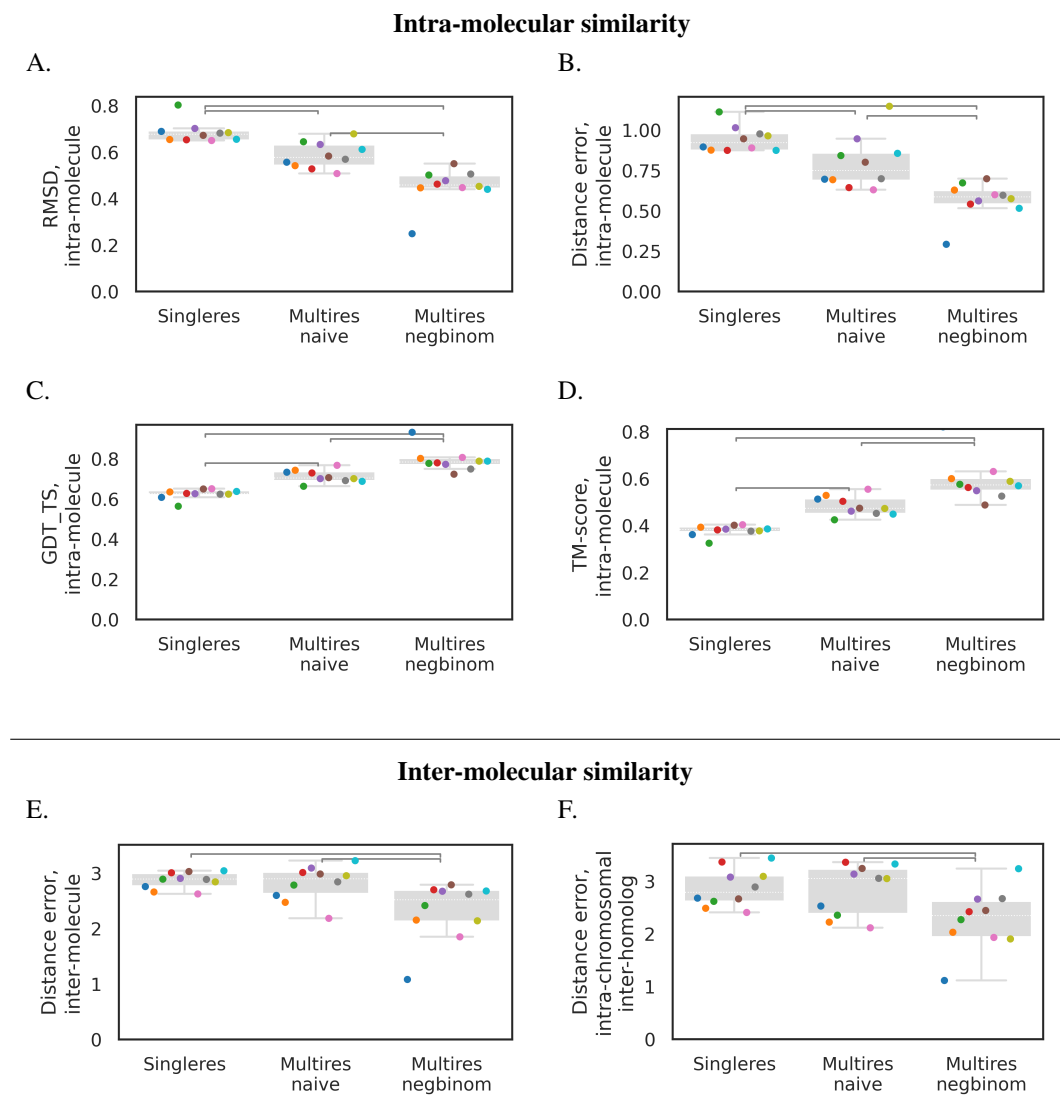 Intra-molecular similarity
A.
B.
0.8
0.6
0.4
0.2
0.0
RMSD,
intra-molecule
Singleres
Multires
naive
Multires
negbinom
1.00
0.75
0.50
0.25
0.00
Distance error,
intra-molecule
Singleres
Multires
naive
Multires
negbinom
C.
D.
0.8
0.6
0.4
0.2
0.0
GDT_TS,
intra-molecule
Singleres
Multires
naive
Multires
negbinom
0.8
0.6
0.4
0.2
0.0
TM-score,
intra-molecule
Singleres
Multires
naive
Multires
negbinom
Inter-molecular similarity
E.
F.
3
2
1
0
Distance error,
inter-molecule
Singleres
Multires
naive
Multires
negbinom
3
2
1
0
Distance error,
intra-chromosomal
inter-homolog
Singleres
Multires
naive
Multires
negbinom